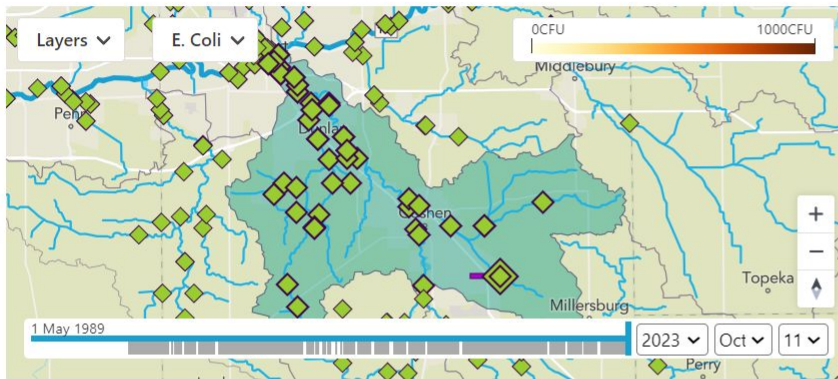 Layers
E. Coli
0CFU 1000CFU
Middlebury
Goshen
Topeka
Millersburg
1 May 1989
2023 Oct 11
Perry